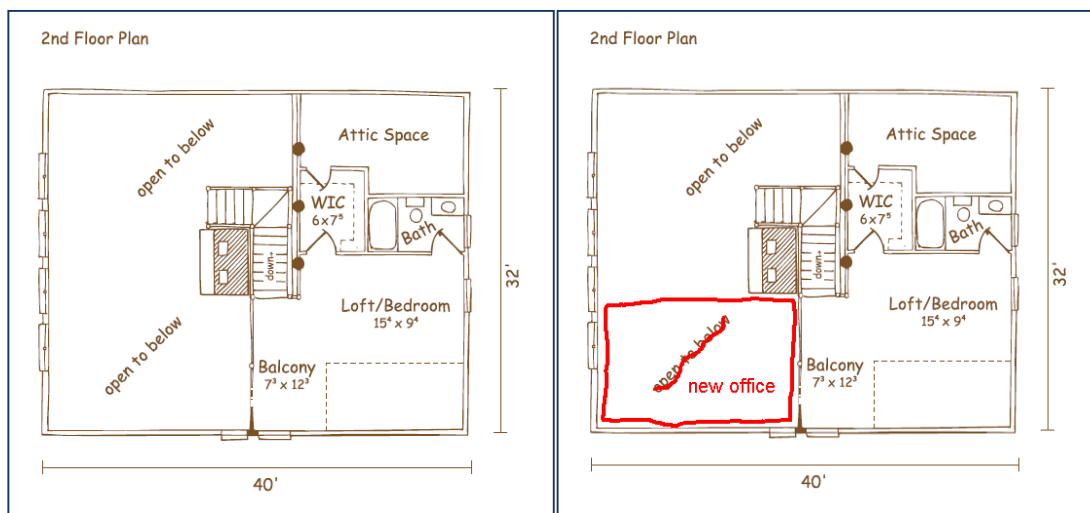 2nd Floor Plan
open to below
Attic Space
WIC
6x7⁵
Bath
down→
Loft/Bedroom
15⁴ x 9⁴
open to below
Balcony
7³ x 12³
32'
40'
2nd Floor Plan
open to below
Attic Space
WIC
6x7⁵
Bath
down→
Loft/Bedroom
15⁴ x 9⁴
open to below
new office
Balcony
7³ x 12³
32'
40'